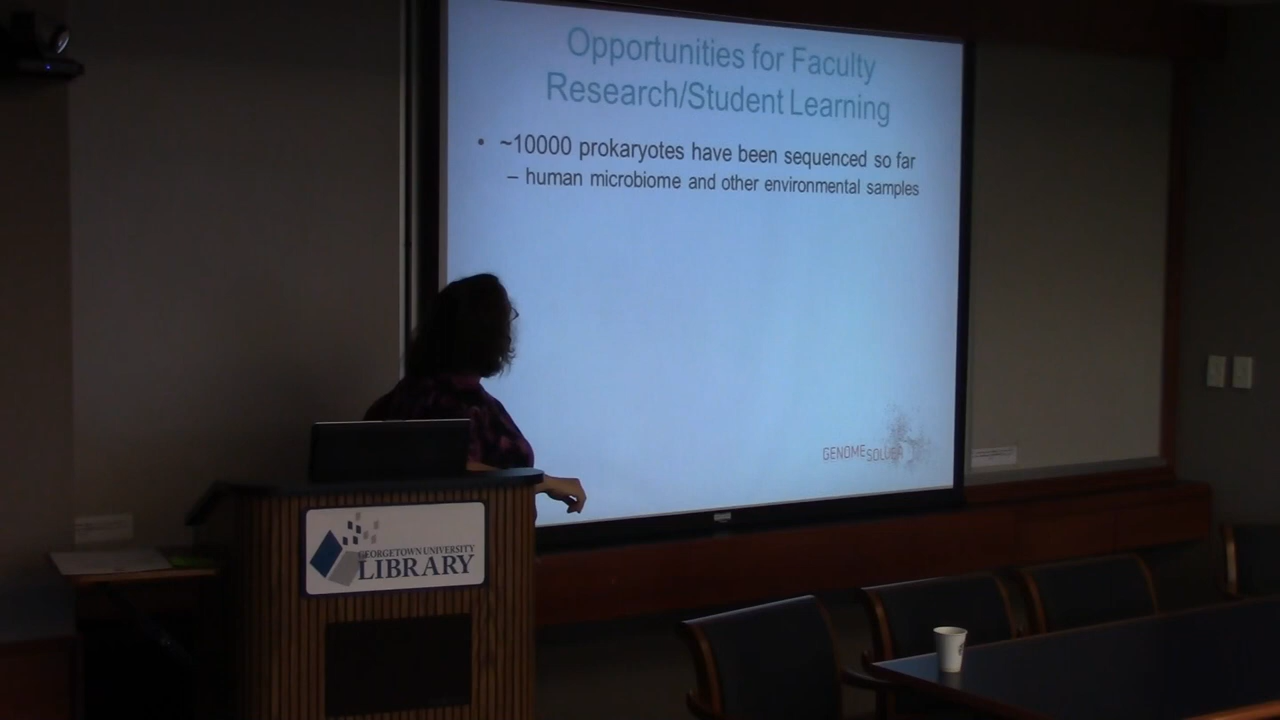 Opportunities for Faculty
Research/Student Learning
• ~10000 prokaryotes have been sequenced so far
– human microbiome and other environmental samples
GENOME SOLVER
GEORGETOWN UNIVERSITY
LIBRARY